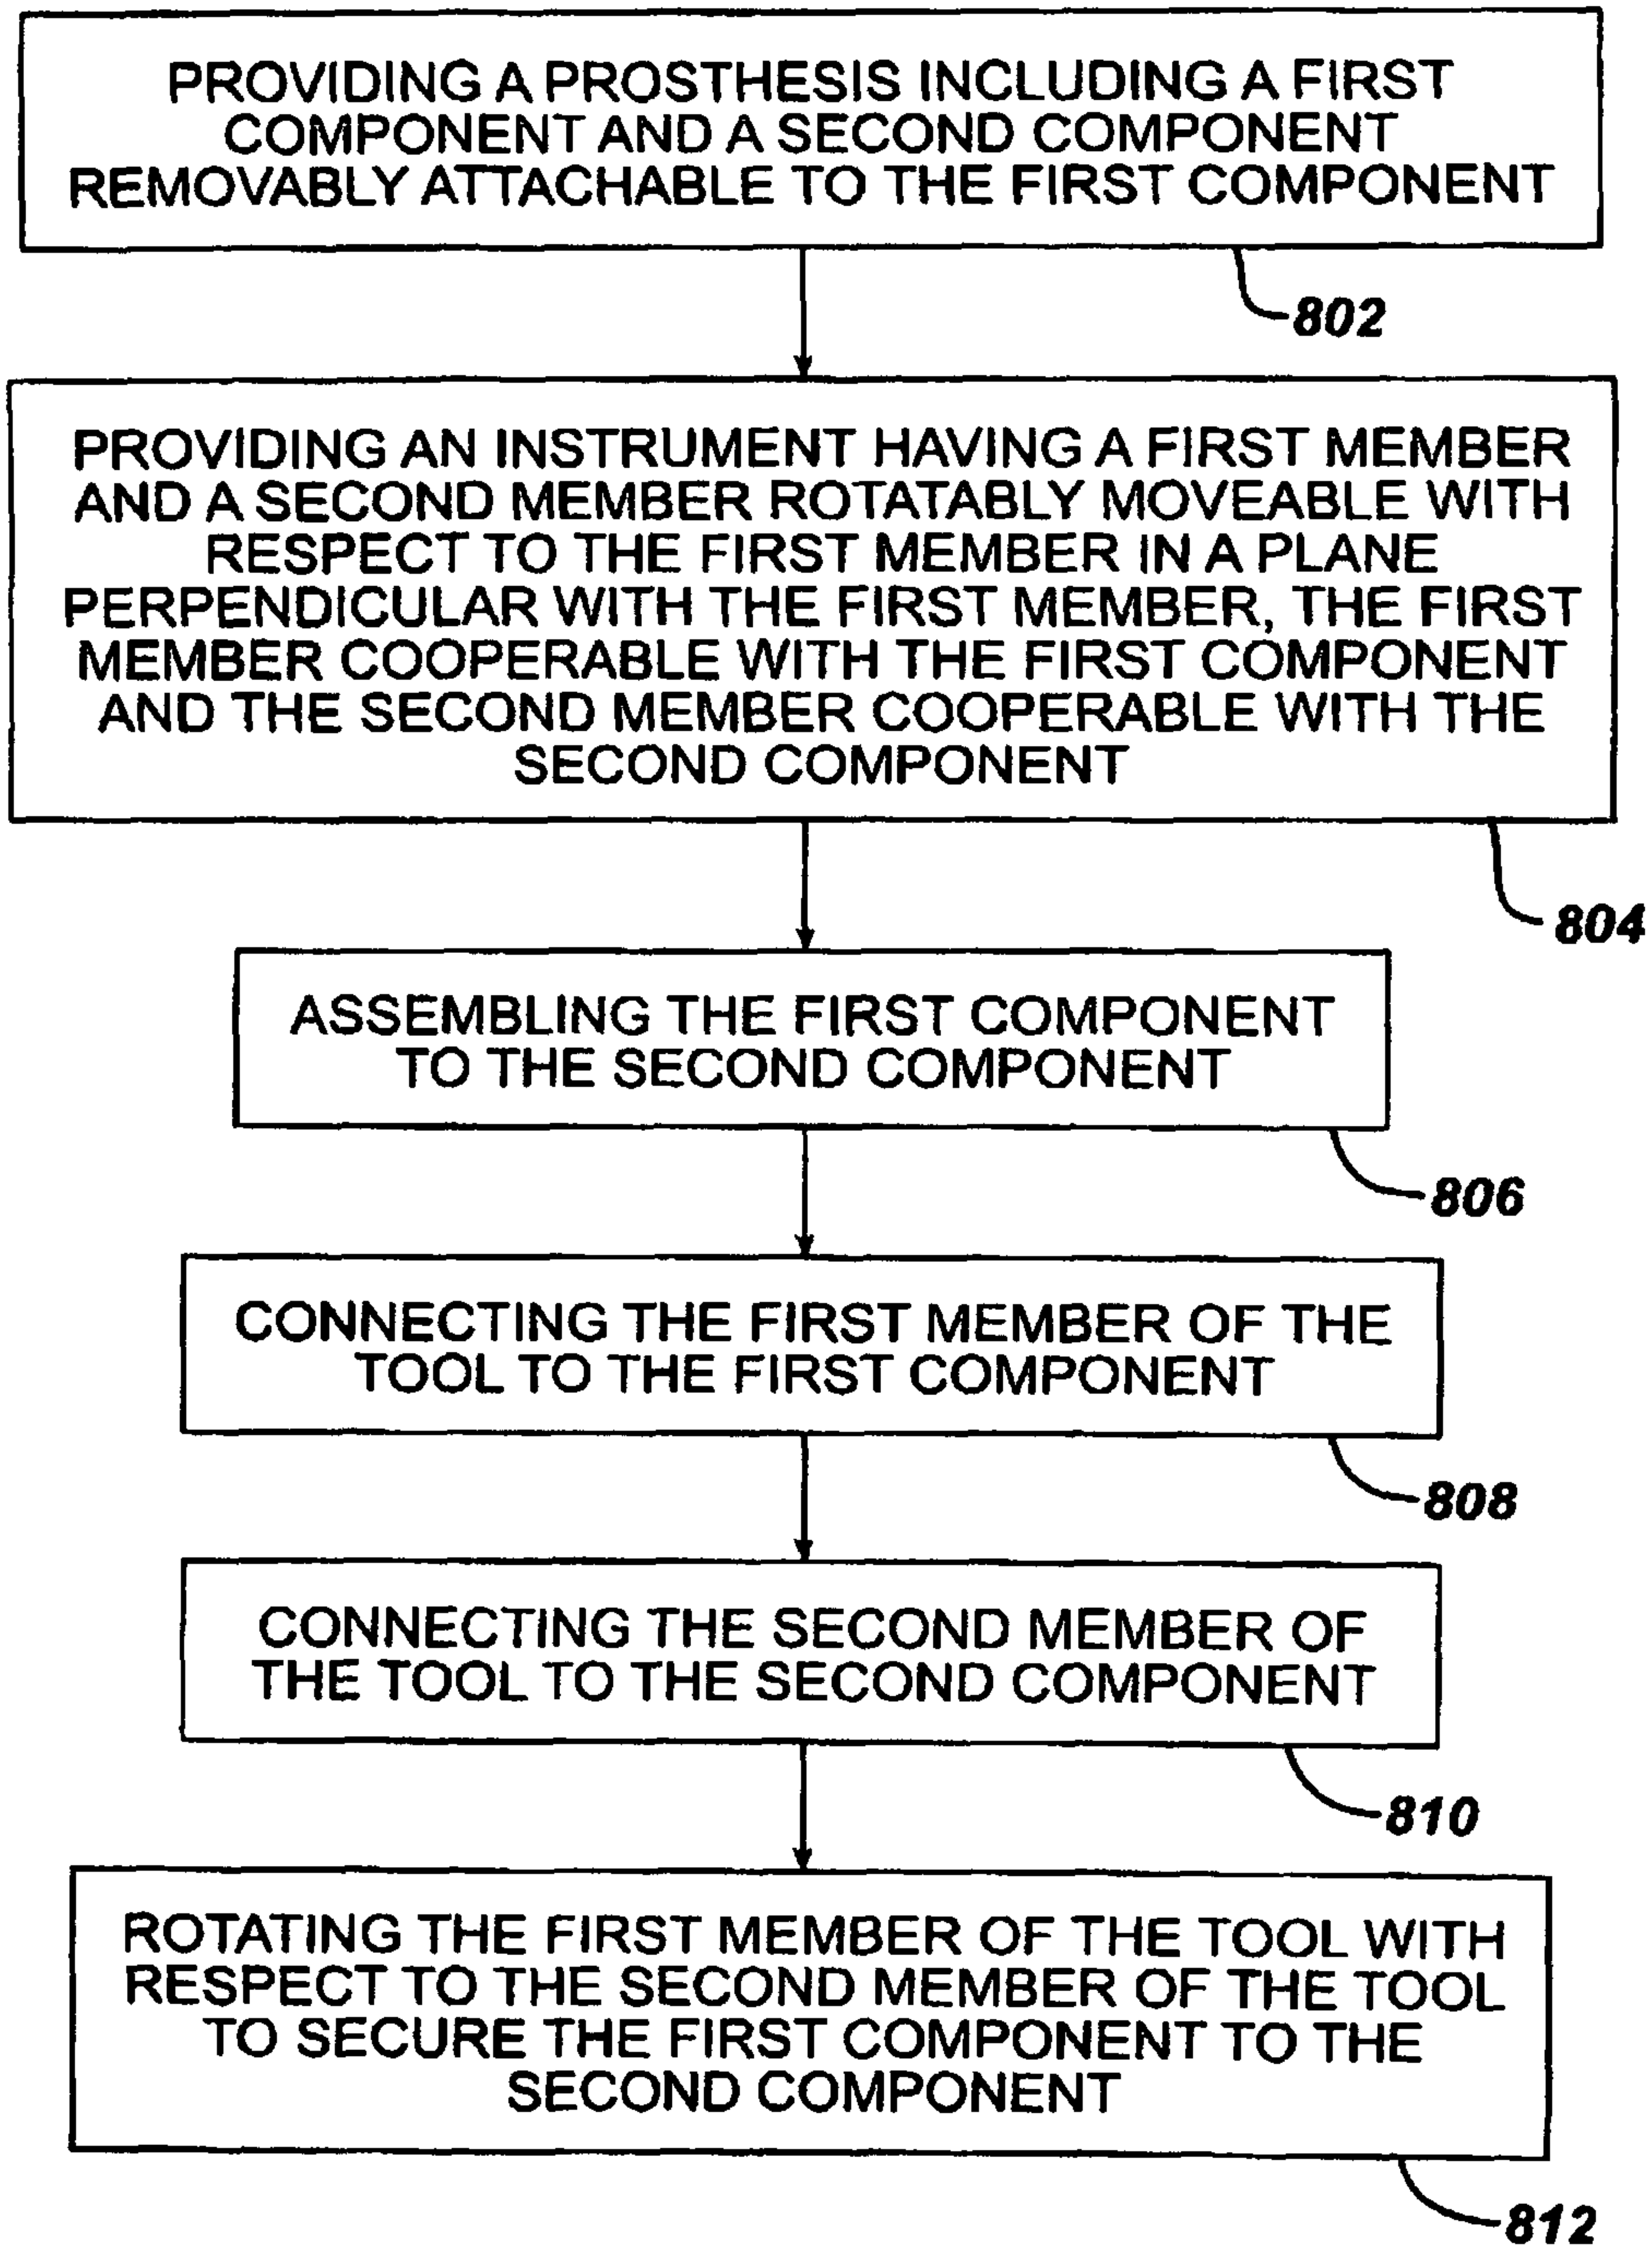 PROVIDING A PROSTHESIS INCLUDING A FIRST
COMPONENT AND A SECOND COMPONENT
REMOVABLY ATTACHABLE TO THE FIRST COMPONENT
802
PROVIDING AN INSTRUMENT HAVING A FIRST MEMBER
AND A SECOND MEMBER ROTATABLY MOVEABLE WITH
RESPECT TO THE FIRST MEMBER IN A PLANE
PERPENDICULAR WITH THE FIRST MEMBER, THE FIRST
MEMBER COOPERABLE WITH THE FIRST COMPONENT
AND THE SECOND MEMBER COOPERABLE WITH THE
SECOND COMPONENT
804
ASSEMBLING THE FIRST COMPONENT
TO THE SECOND COMPONENT
806
CONNECTING THE FIRST MEMBER OF THE
TOOL TO THE FIRST COMPONENT
808
CONNECTING THE SECOND MEMBER OF
THE TOOL TO THE SECOND COMPONENT
810
ROTATING THE FIRST MEMBER OF THE TOOL WITH
RESPECT TO THE SECOND MEMBER OF THE TOOL
TO SECURE THE FIRST COMPONENT TO THE
SECOND COMPONENT
812